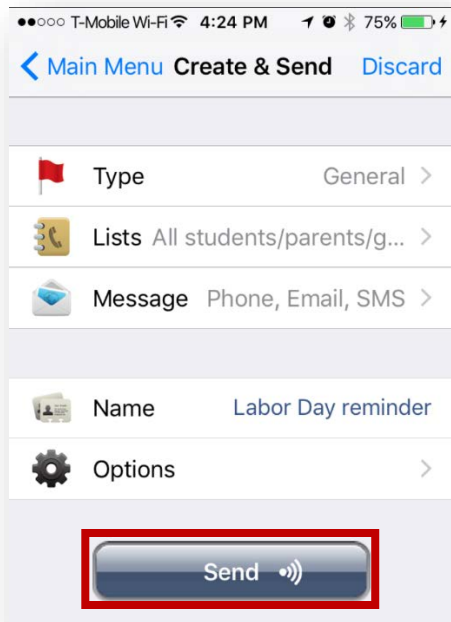 T-Mobile Wi-Fi 4:24 PM 75%
Main Menu Create & Send Discard
Type General
Lists All students/parents/g...
Message Phone, Email, SMS
Name Labor Day reminder
Options
Send